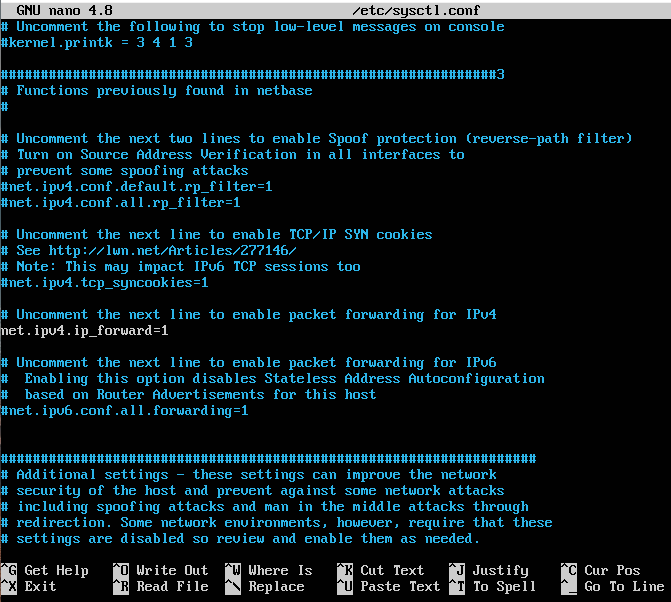 GNU nano 4.8 /etc/sysctl.conf
# Uncomment the following to stop low-level messages on console
#kernel.printk = 3 4 1 3
##############################################################3
# Functions previously found in netbase
#
# Uncomment the next two lines to enable Spoof protection (reverse-path filter)
# Turn on Source Address Verification in all interfaces to
# prevent some spoofing attacks
#net.ipv4.conf.default.rp_filter=1
#net.ipv4.conf.all.rp_filter=1
# Uncomment the next line to enable TCP/IP SYN cookies
# See http://lwn.net/Articles/277146/
# Note: This may impact IPv6 TCP sessions too
#net.ipv4.tcp_syncookies=1
# Uncomment the next line to enable packet forwarding for IPv4
net.ipv4.ip_forward=1
# Uncomment the next line to enable packet forwarding for IPv6
#  Enabling this option disables Stateless Address Autoconfiguration
#  based on Router Advertisements for this host
#net.ipv6.conf.all.forwarding=1
###################################################################
# Additional settings - these settings can improve the network
# security of the host and prevent against some network attacks
# including spoofing attacks and man in the middle attacks through
# redirection. Some network environments, however, require that these
# settings are disabled so review and enable them as needed.
^G Get Help ^O Write Out ^W Where Is ^K Cut Text ^J Justify ^C Cur Pos
^X Exit ^R Read File ^\ Replace ^U Paste Text ^T To Spell ^_ Go To Line